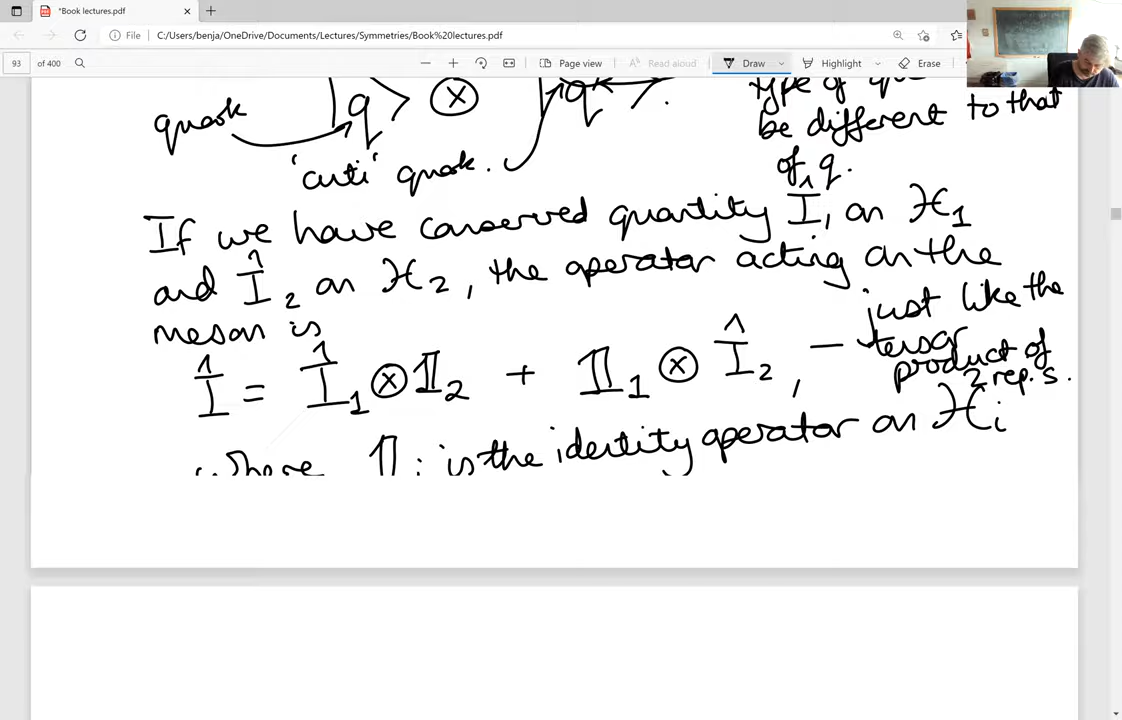 *Book lectures.pdf
File C:/Users/benja/OneDrive/Documents/Lectures/Symmetries/Book%20lectures.pdf
93 of 400 Page view Read aloud Draw Highlight Erase
quark |q> ⊗
type of
be different to that
of q.
'anti' quark.
If we have conserved quantity Î₁ on ℋ₁
and Î₂ on ℋ₂, the operator acting on the
meson is
Î = Î₁ ⊗ 𝟙₂ + 𝟙₁ ⊗ Î₂, — just like the
tensor
product of
2 rep.s.
where 𝟙ᵢ is the identity operator on ℋᵢ